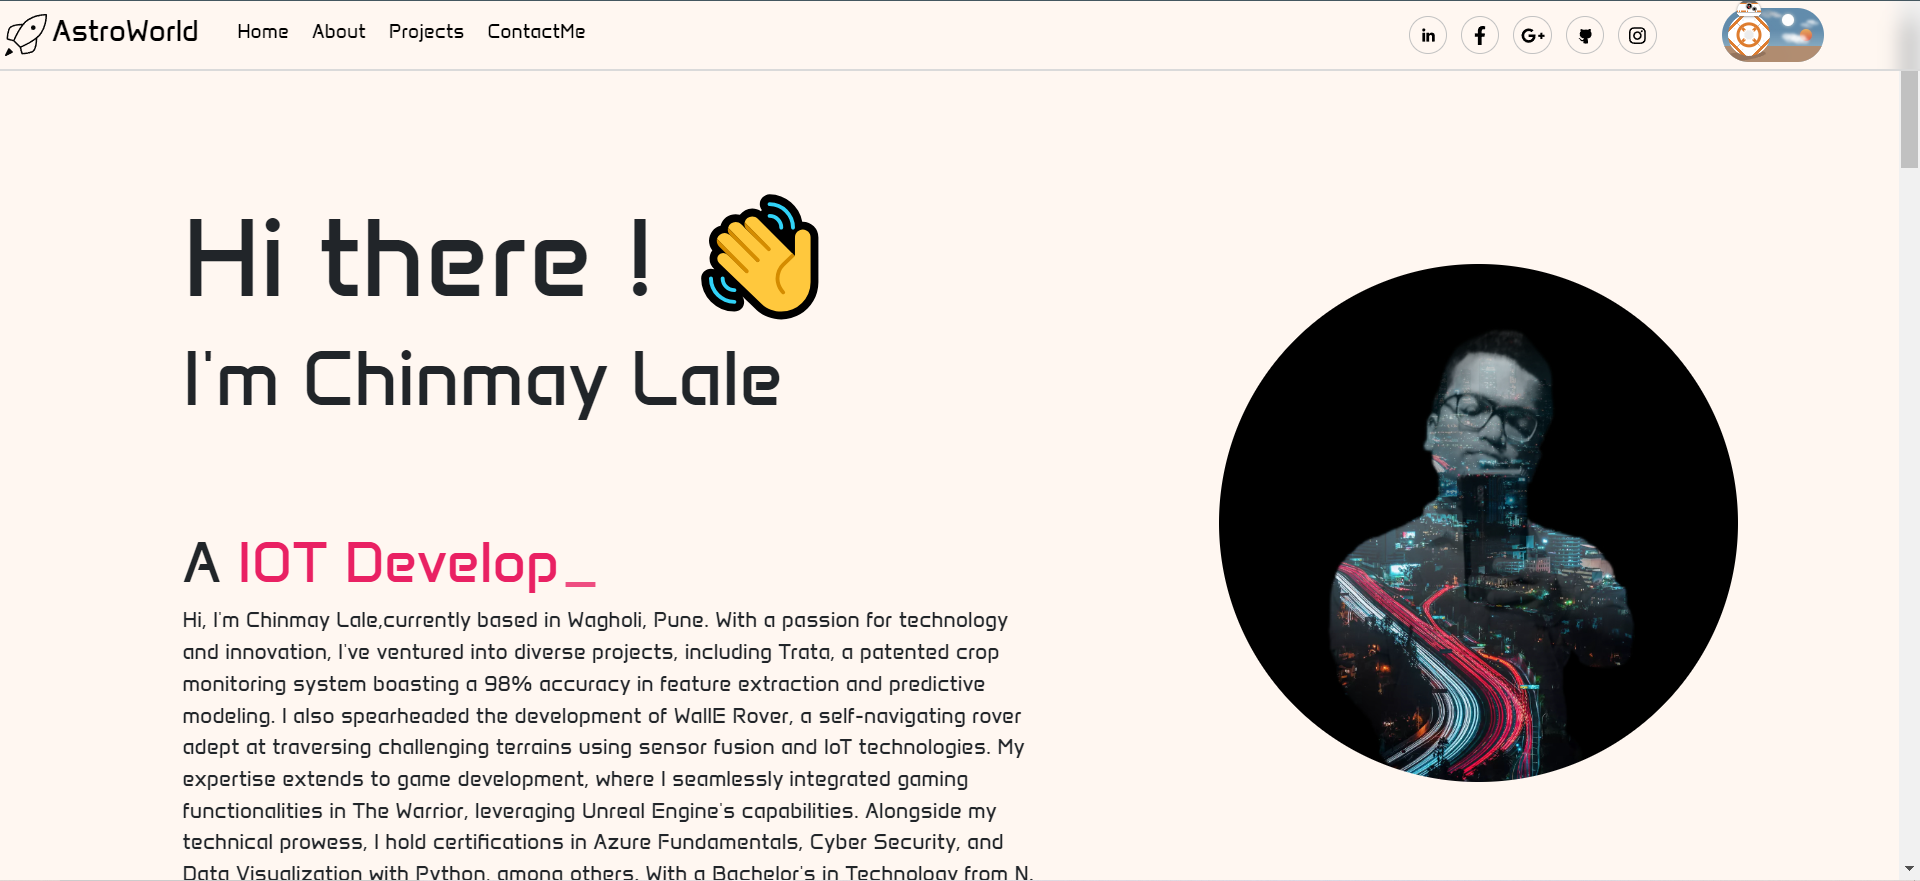 AstroWorld Home About Projects ContactMe in f G+
Hi there !
I'm Chinmay Lale
A IOT Develop_
Hi, I'm Chinmay Lale,currently based in Wagholi, Pune. With a passion for technology
and innovation, I've ventured into diverse projects, including Trata, a patented crop
monitoring system boasting a 98% accuracy in feature extraction and predictive
modeling. I also spearheaded the development of WallE Rover, a self-navigating rover
adept at traversing challenging terrains using sensor fusion and IoT technologies. My
expertise extends to game development, where I seamlessly integrated gaming
functionalities in The Warrior, leveraging Unreal Engine's capabilities. Alongside my
technical prowess, I hold certifications in Azure Fundamentals, Cyber Security, and
Data Visualization with Python, among others. With a Bachelor's in Technology from N.